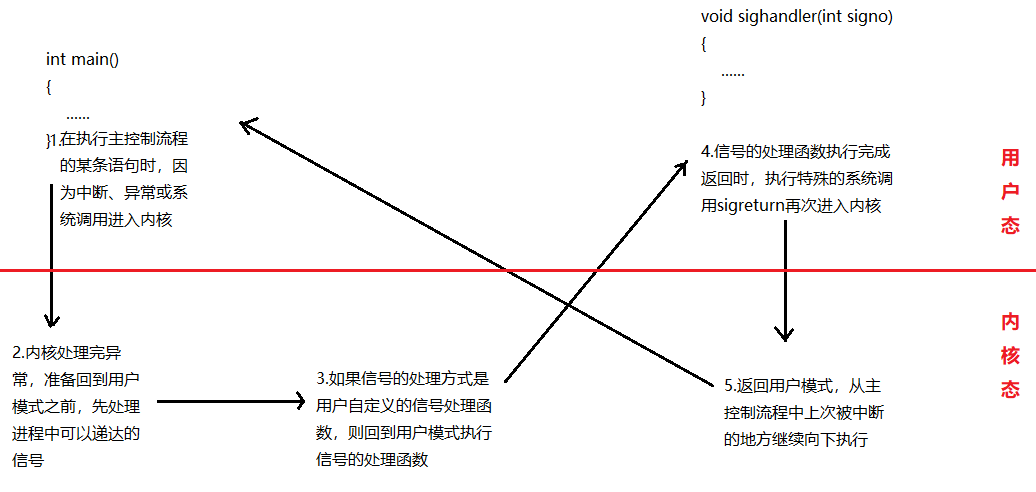 int main()
{
......
}
1.在执行主控制流程
的某条语句时，因
为中断、异常或系
统调用进入内核
void sighandler(int signo)
{
......
}
4.信号的处理函数执行完成
返回时，执行特殊的系统调
用sigreturn再次进入内核
用
户
态
2.内核处理完异
常，准备回到用户
模式之前，先处理
进程中可以递达的
信号
3.如果信号的处理方式是
用户自定义的信号处理函
数，则回到用户模式执行
信号的处理函数
5.返回用户模式，从主
控制流程中上次被中断
的地方继续向下执行
内
核
态